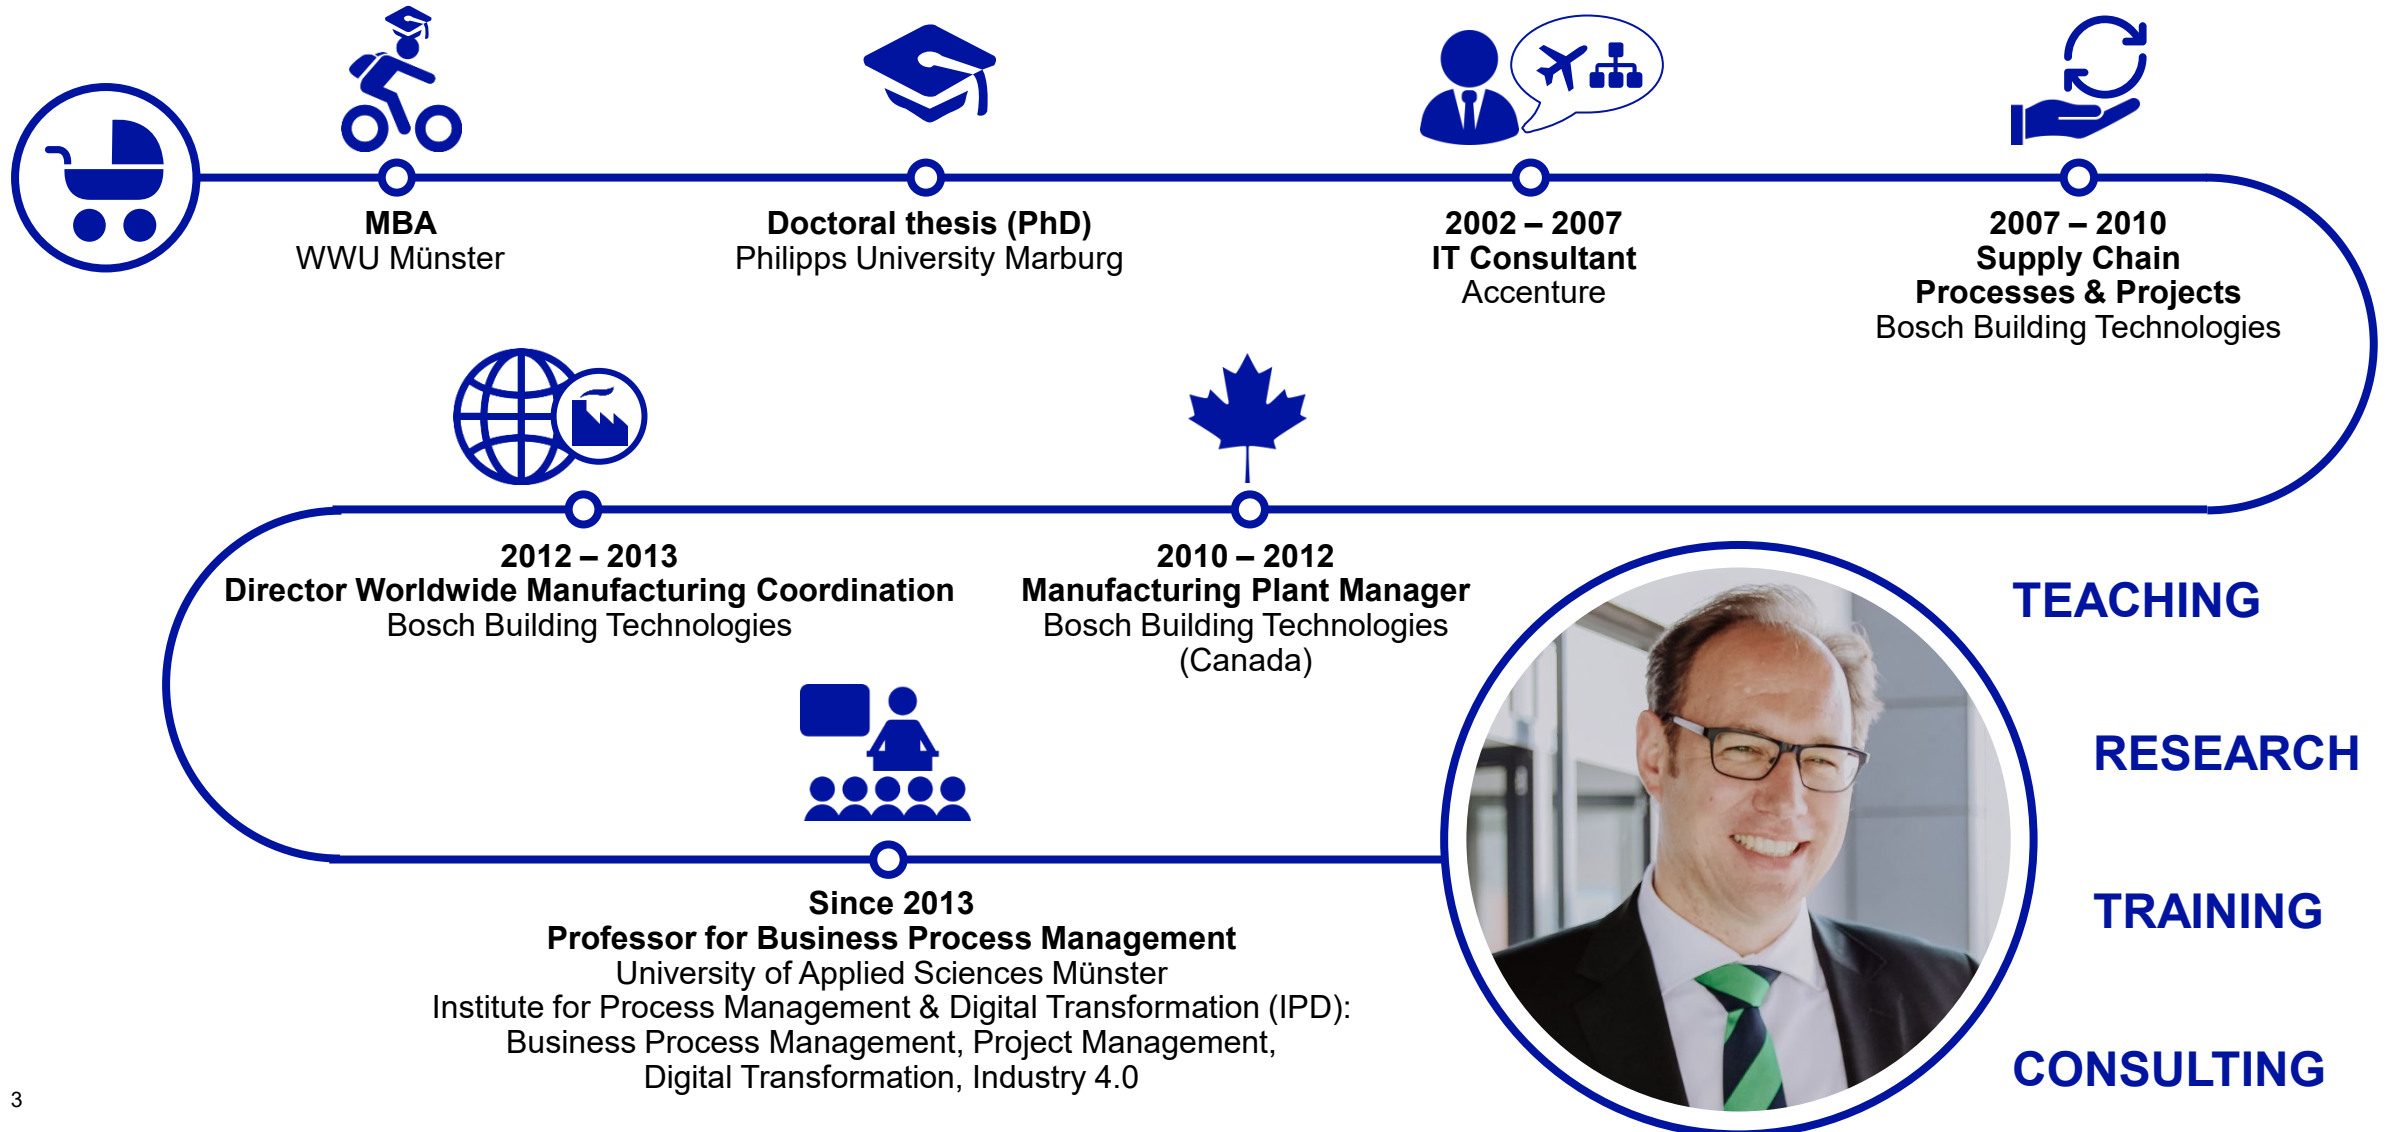 MBA
WWU Münster
Doctoral thesis (PhD)
Philipps University Marburg
2002 – 2007
IT Consultant
Accenture
2007 – 2010
Supply Chain
Processes & Projects
Bosch Building Technologies
2012 – 2013
Director Worldwide Manufacturing Coordination
Bosch Building Technologies
2010 – 2012
Manufacturing Plant Manager
Bosch Building Technologies
(Canada)
Since 2013
Professor for Business Process Management
University of Applied Sciences Münster
Institute for Process Management & Digital Transformation (IPD):
Business Process Management, Project Management,
Digital Transformation, Industry 4.0
TEACHING
RESEARCH
TRAINING
CONSULTING
3